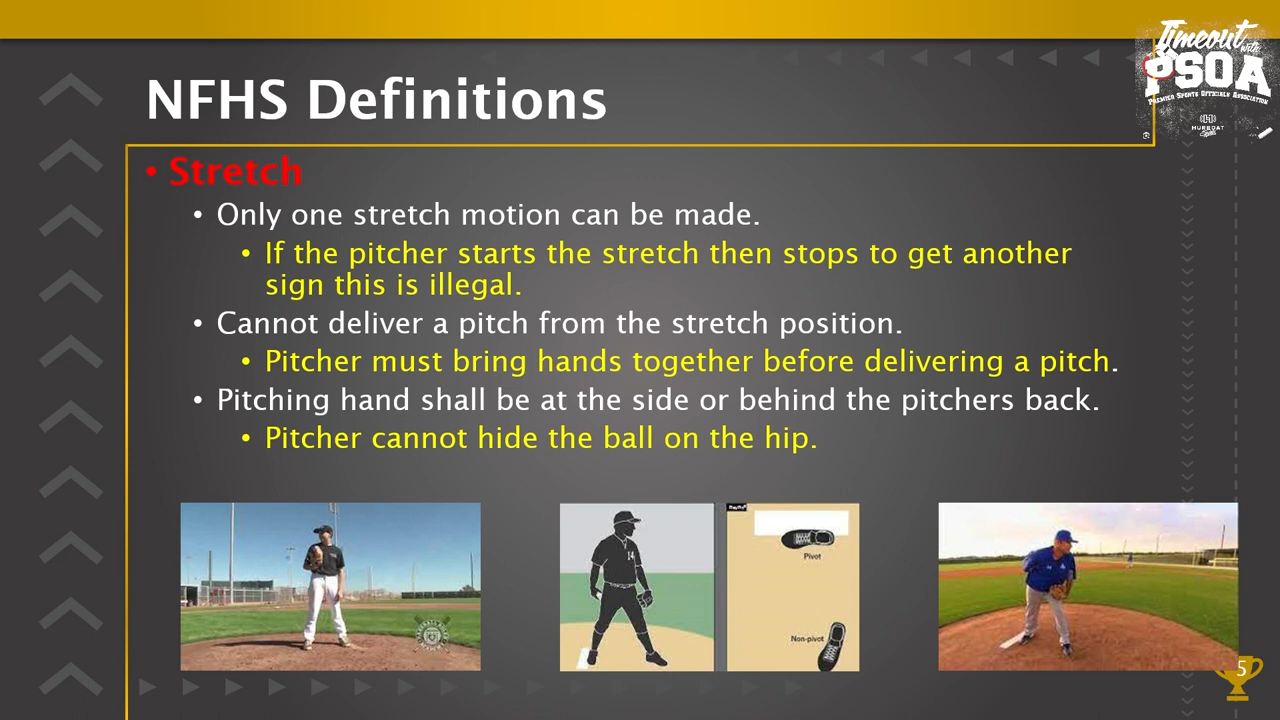 Timeout with
PSOA
PREMIER SPORTS OFFICIALS ASSOCIATION
HURRDAT
Sports
NFHS Definitions
• Stretch
• Only one stretch motion can be made.
• If the pitcher starts the stretch then stops to get another
sign this is illegal.
• Cannot deliver a pitch from the stretch position.
• Pitcher must bring hands together before delivering a pitch.
• Pitching hand shall be at the side or behind the pitchers back.
• Pitcher cannot hide the ball on the hip.
14
Pivot
Non-pivot
5